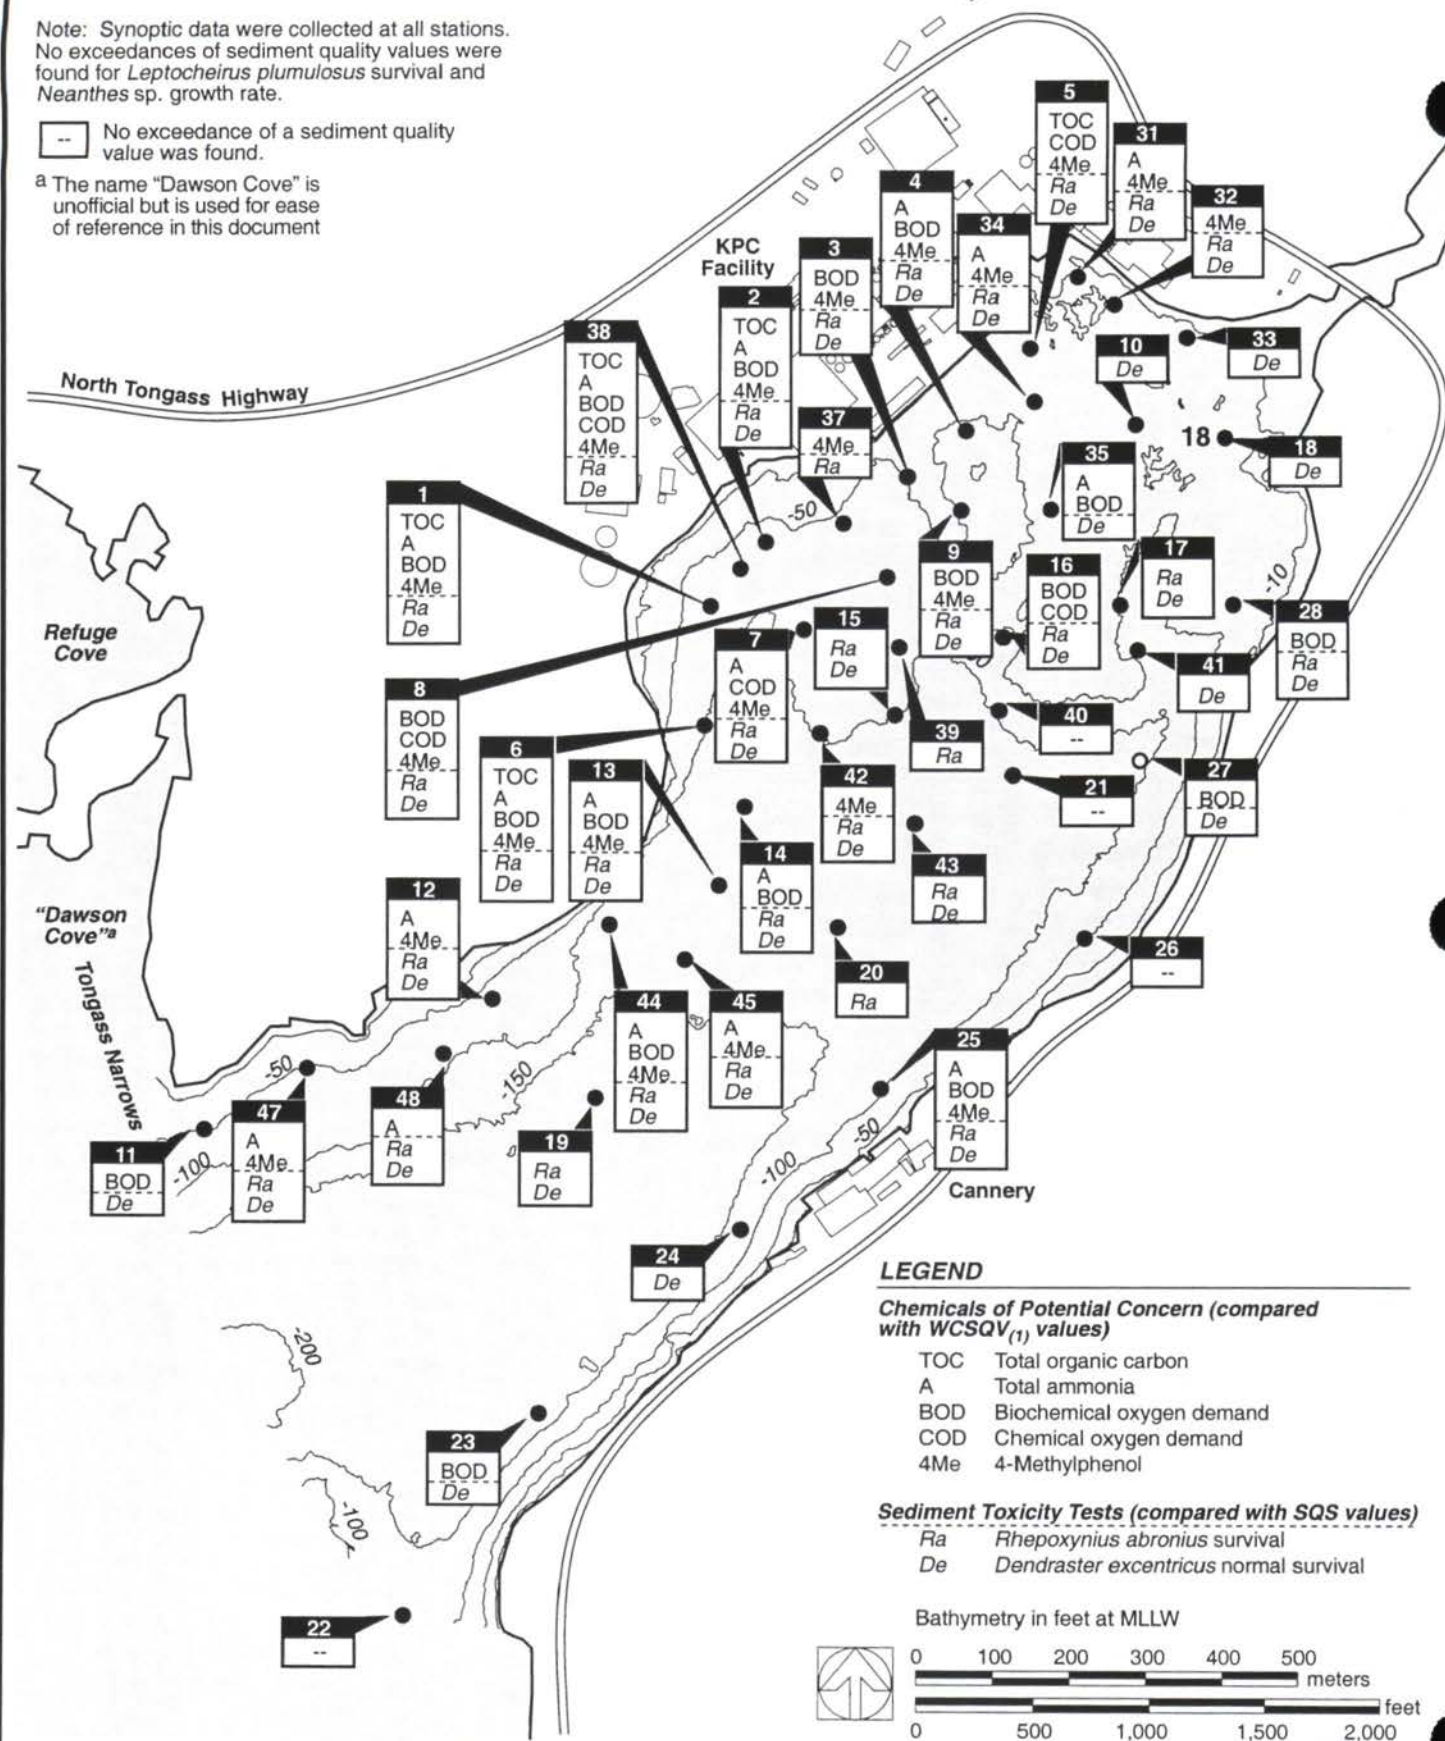 Note: Synoptic data were collected at all stations.
No exceedances of sediment quality values were
found for Leptocheirus plumulosus survival and
Neanthes sp. growth rate.
-- No exceedance of a sediment quality
value was found.
a The name "Dawson Cove" is
unofficial but is used for ease
of reference in this document
5
TOC
COD
4Me
Ra
De
31
A
4Me
Ra
De
32
4Me
Ra
De
4
A
BOD
4Me
Ra
De
34
A
4Me
Ra
De
KPC
Facility
3
BOD
4Me
Ra
De
2
TOC
A
BOD
4Me
Ra
De
38
TOC
A
BOD
COD
4Me
Ra
De
10
De
33
De
North Tongass Highway
37
4Me
Ra
18
18
De
35
A
BOD
De
-50
1
TOC
A
BOD
4Me
Ra
De
9
BOD
4Me
Ra
De
16
BOD
COD
Ra
De
17
Ra
De
-10
28
BOD
Ra
De
Refuge
Cove
15
Ra
De
7
A
COD
4Me
Ra
De
41
De
8
BOD
COD
4Me
Ra
De
39
Ra
40
--
6
TOC
A
BOD
4Me
Ra
De
13
A
BOD
4Me
Ra
De
42
4Me
Ra
De
21
--
27
BOD
De
14
A
BOD
Ra
De
43
Ra
De
12
A
4Me
Ra
De
"Dawson
Cove"a
Tongass Narrows
20
Ra
26
--
44
A
BOD
4Me
Ra
De
45
A
4Me
Ra
De
25
A
BOD
4Me
Ra
De
-50
-150
48
A
Ra
De
47
A
4Me
Ra
De
11
BOD
De
-100
19
Ra
De
-50
-100
Cannery
24
De
-200
23
BOD
De
-100
22
--
LEGEND
Chemicals of Potential Concern (compared
with WCSQV(1) values)
TOC Total organic carbon
A Total ammonia
BOD Biochemical oxygen demand
COD Chemical oxygen demand
4Me 4-Methylphenol
Sediment Toxicity Tests (compared with SQS values)
Ra Rhepoxynius abronius survival
De Dendraster excentricus normal survival
Bathymetry in feet at MLLW
0 100 200 300 400 500
meters
feet
0 500 1,000 1,500 2,000